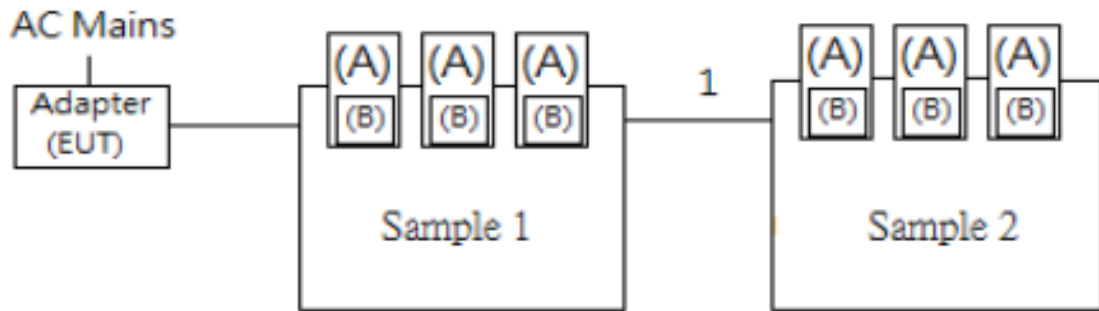 AC Mains
Adapter
(EUT)
(A) (A) (A)
(B) (B) (B)
Sample 1
1
(A) (A) (A)
(B) (B) (B)
Sample 2